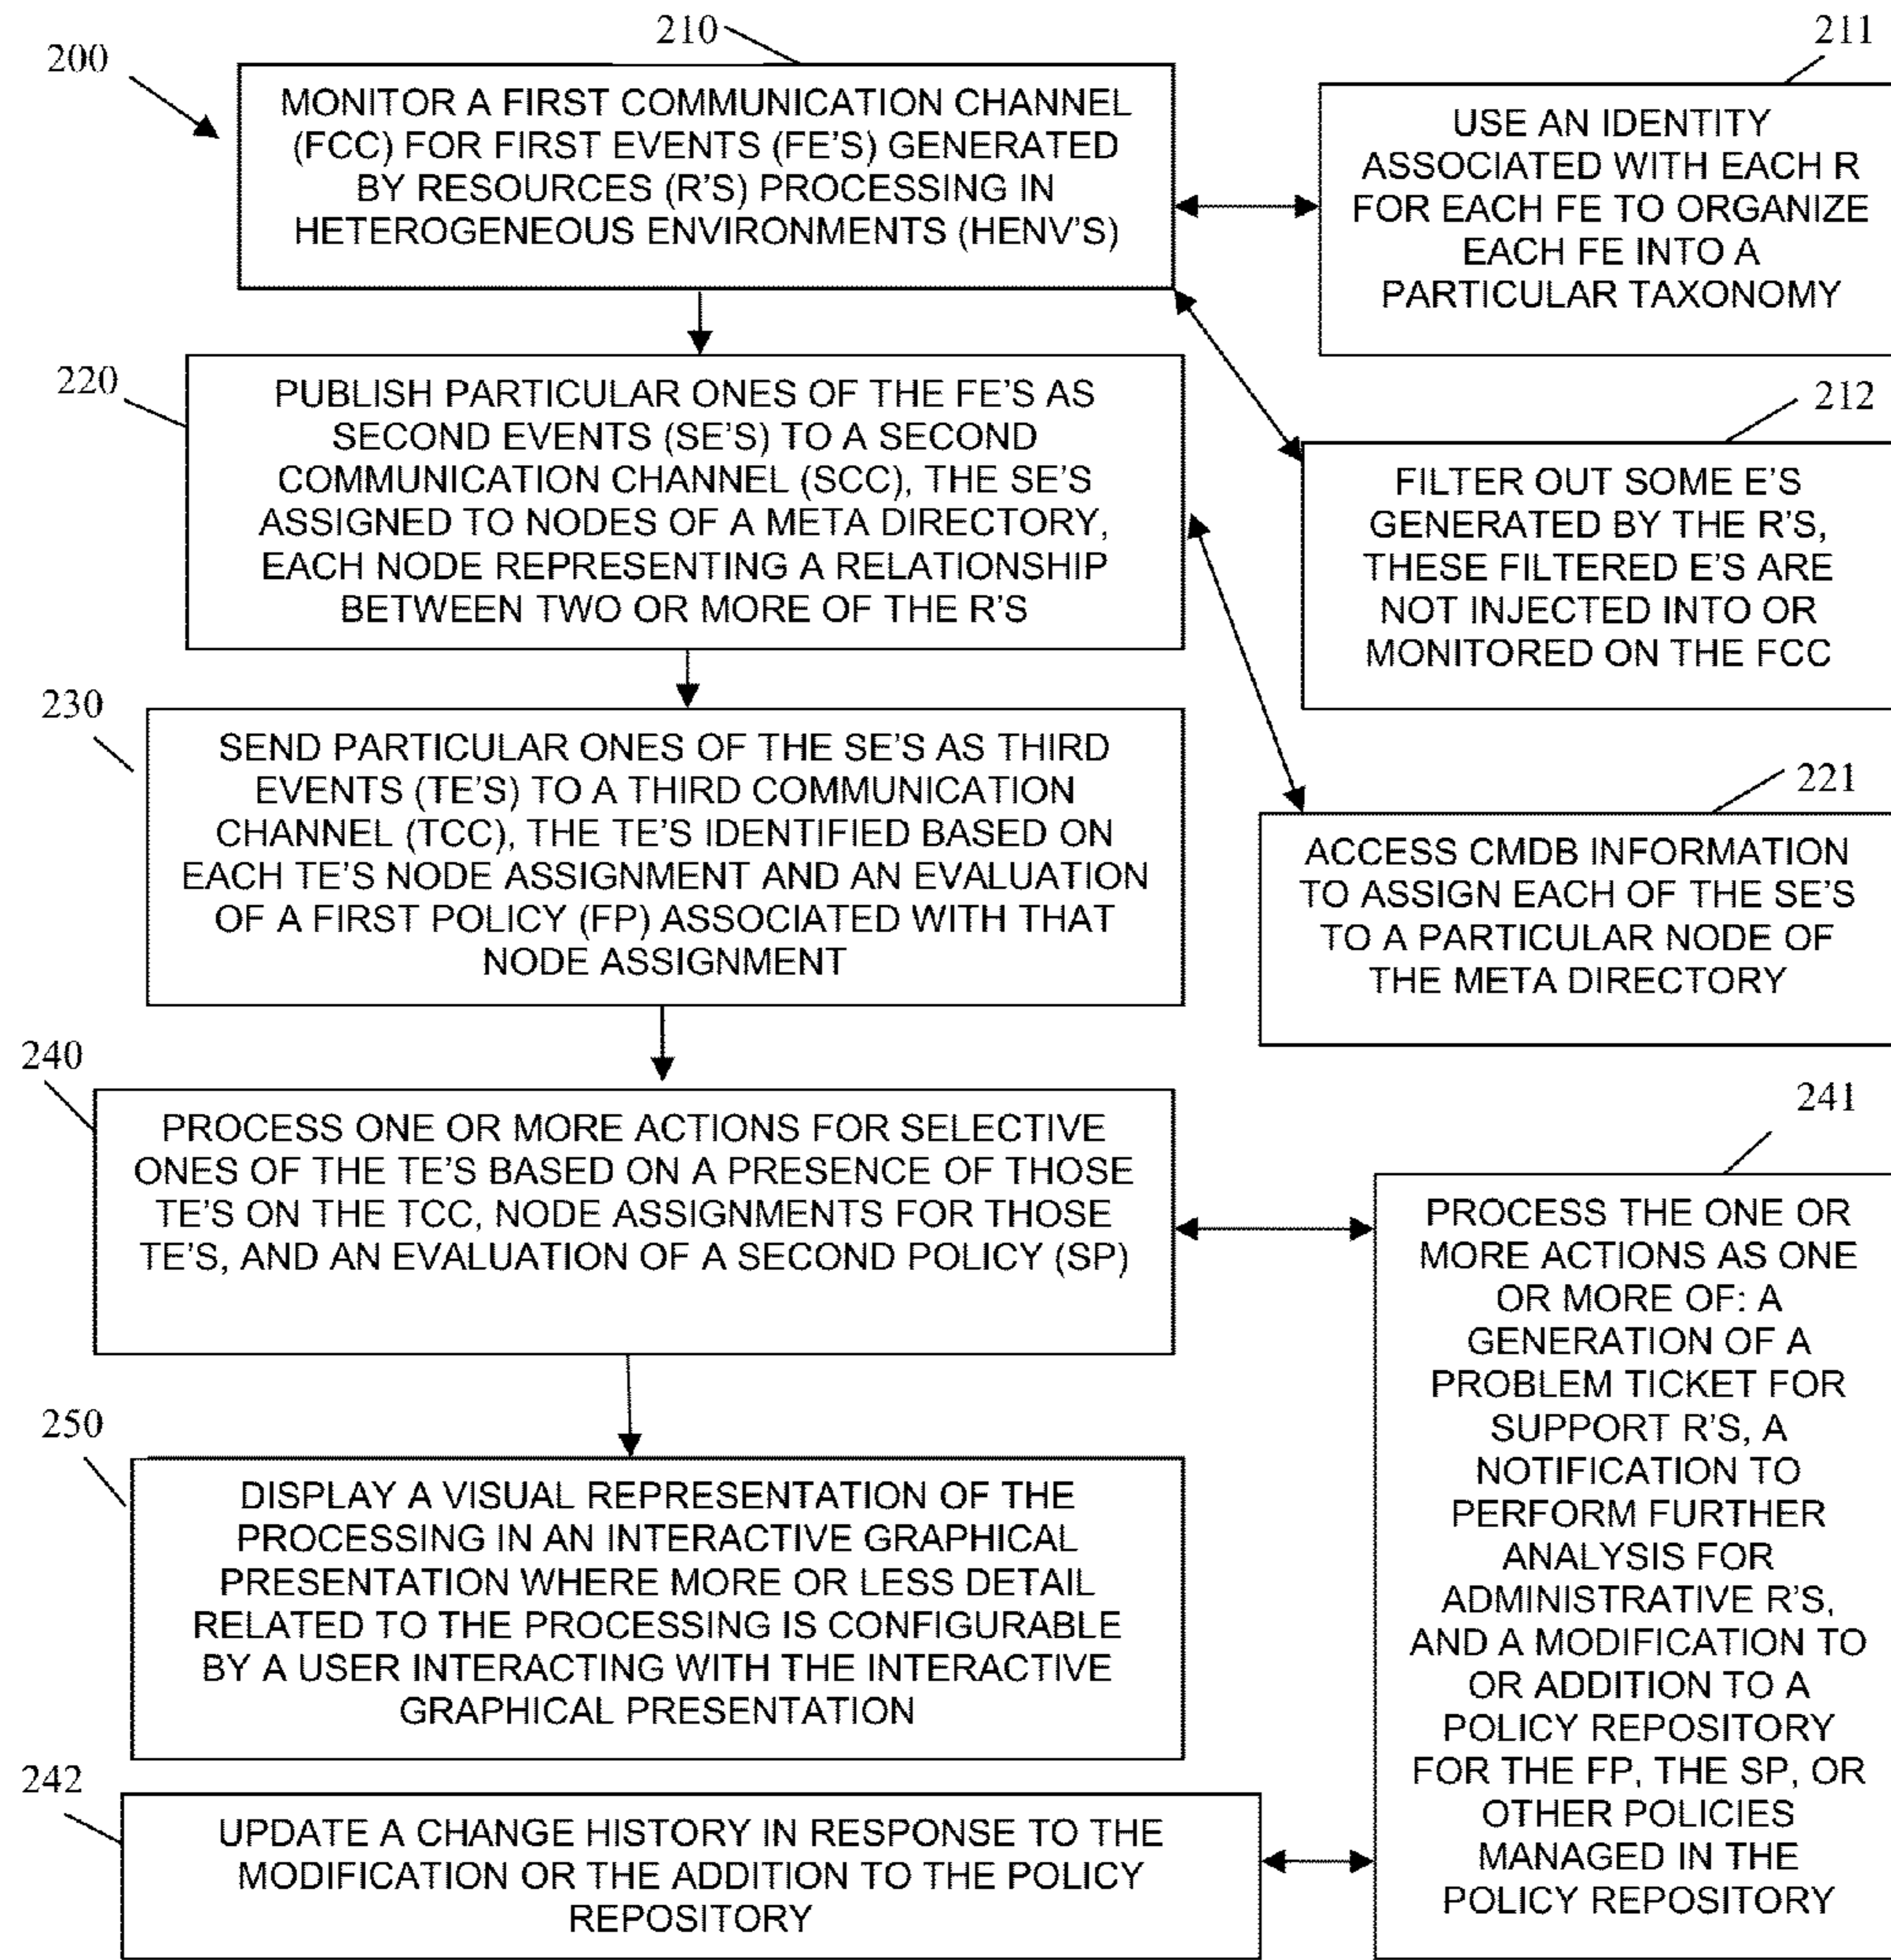 200
210
MONITOR A FIRST COMMUNICATION CHANNEL
(FCC) FOR FIRST EVENTS (FE'S) GENERATED
BY RESOURCES (R'S) PROCESSING IN
HETEROGENEOUS ENVIRONMENTS (HENV'S)
211
USE AN IDENTITY
ASSOCIATED WITH EACH R
FOR EACH FE TO ORGANIZE
EACH FE INTO A
PARTICULAR TAXONOMY
220
PUBLISH PARTICULAR ONES OF THE FE'S AS
SECOND EVENTS (SE'S) TO A SECOND
COMMUNICATION CHANNEL (SCC), THE SE'S
ASSIGNED TO NODES OF A META DIRECTORY,
EACH NODE REPRESENTING A RELATIONSHIP
BETWEEN TWO OR MORE OF THE R'S
212
FILTER OUT SOME E'S
GENERATED BY THE R'S,
THESE FILTERED E'S ARE
NOT INJECTED INTO OR
MONITORED ON THE FCC
230
SEND PARTICULAR ONES OF THE SE'S AS THIRD
EVENTS (TE'S) TO A THIRD COMMUNICATION
CHANNEL (TCC), THE TE'S IDENTIFIED BASED ON
EACH TE'S NODE ASSIGNMENT AND AN EVALUATION
OF A FIRST POLICY (FP) ASSOCIATED WITH THAT
NODE ASSIGNMENT
221
ACCESS CMDB INFORMATION
TO ASSIGN EACH OF THE SE'S
TO A PARTICULAR NODE OF
THE META DIRECTORY
240
PROCESS ONE OR MORE ACTIONS FOR SELECTIVE
ONES OF THE TE'S BASED ON A PRESENCE OF THOSE
TE'S ON THE TCC, NODE ASSIGNMENTS FOR THOSE
TE'S, AND AN EVALUATION OF A SECOND POLICY (SP)
241
PROCESS THE ONE OR
MORE ACTIONS AS ONE
OR MORE OF: A
GENERATION OF A
PROBLEM TICKET FOR
SUPPORT R'S, A
NOTIFICATION TO
PERFORM FURTHER
ANALYSIS FOR
ADMINISTRATIVE R'S,
AND A MODIFICATION TO
OR ADDITION TO A
POLICY REPOSITORY
FOR THE FP, THE SP, OR
OTHER POLICIES
MANAGED IN THE
POLICY REPOSITORY
250
DISPLAY A VISUAL REPRESENTATION OF THE
PROCESSING IN AN INTERACTIVE GRAPHICAL
PRESENTATION WHERE MORE OR LESS DETAIL
RELATED TO THE PROCESSING IS CONFIGURABLE
BY A USER INTERACTING WITH THE INTERACTIVE
GRAPHICAL PRESENTATION
242
UPDATE A CHANGE HISTORY IN RESPONSE TO THE
MODIFICATION OR THE ADDITION TO THE POLICY
REPOSITORY